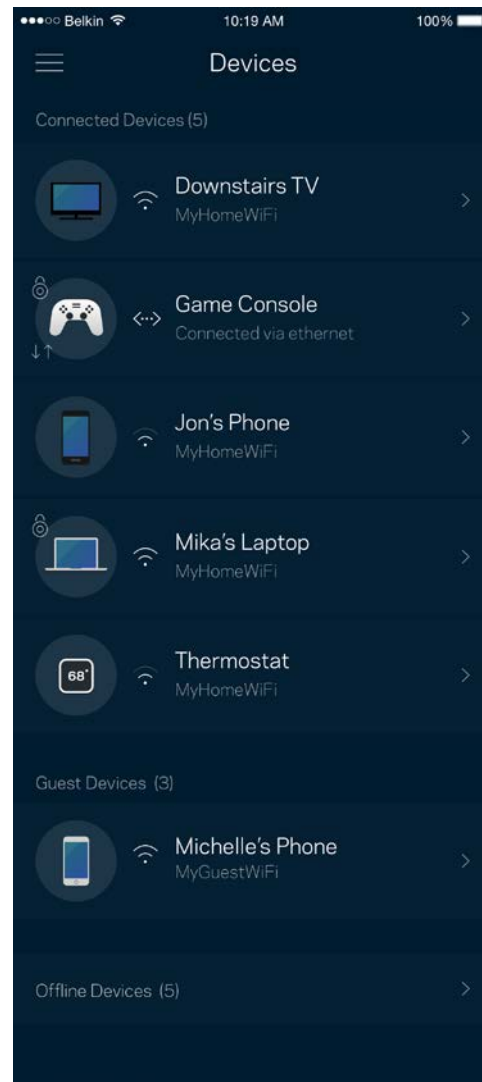 Belkin 10:19 AM 100%
Devices
Connected Devices (5)
Downstairs TV
MyHomeWiFi
Game Console
Connected via ethernet
Jon's Phone
MyHomeWiFi
Mika's Laptop
MyHomeWiFi
68°
Thermostat
MyHomeWiFi
Guest Devices (3)
Michelle's Phone
MyGuestWiFi
Offline Devices (5)